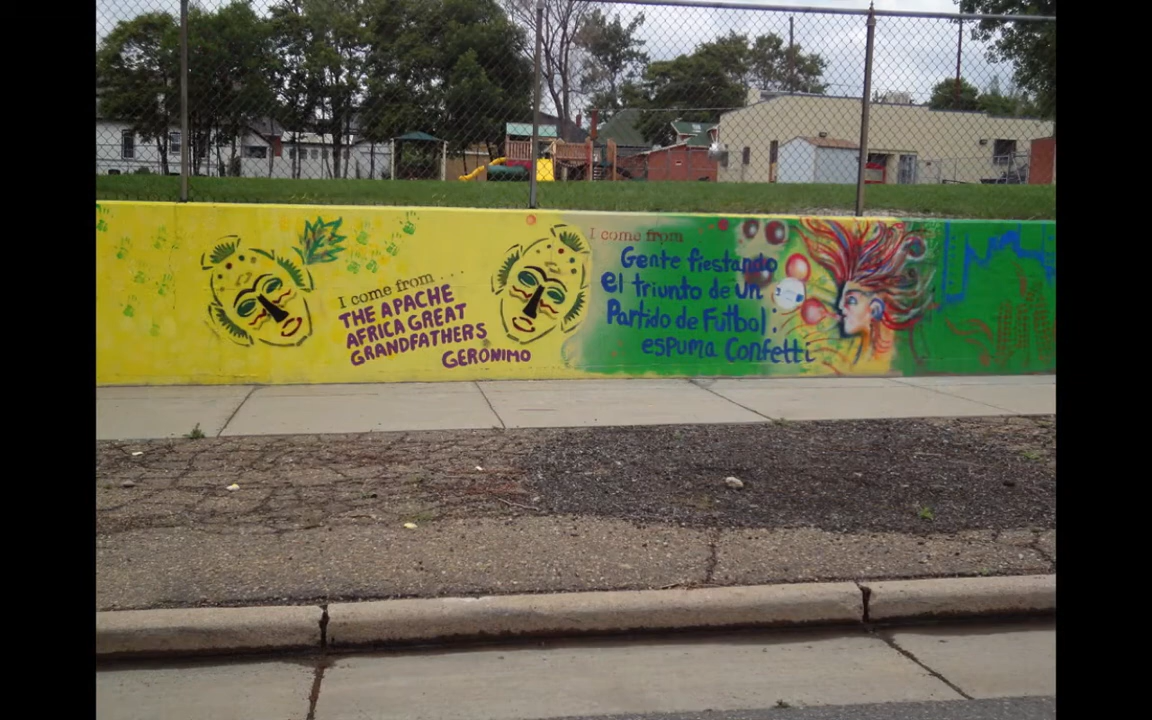 I come from ....
THE APACHE
AFRICA GREAT
GRANDFATHERS
GERONIMO
I come from
Gente fiestando
el triunto de un
Partido de Futbol:
espuma Confetti